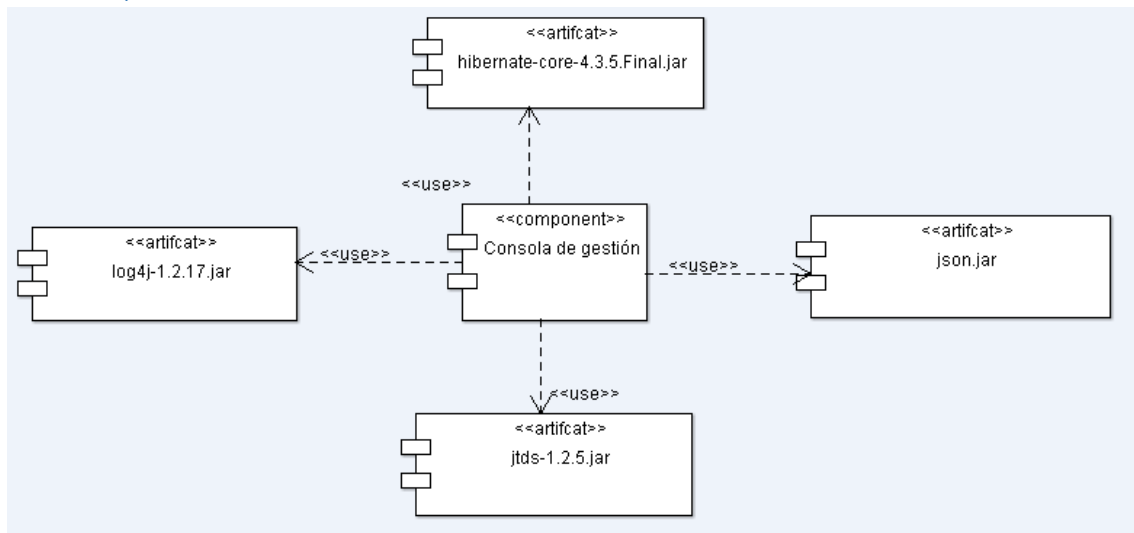 <<artifcat>>
hibernate-core-4.3.5.Final.jar
<<use>>
<<component>>
Consola de gestión
<<artifcat>>
log4j-1.2.17.jar
<<use>>
<<use>>
<<artifcat>>
json.jar
<<use>>
<<artifcat>>
jtds-1.2.5.jar